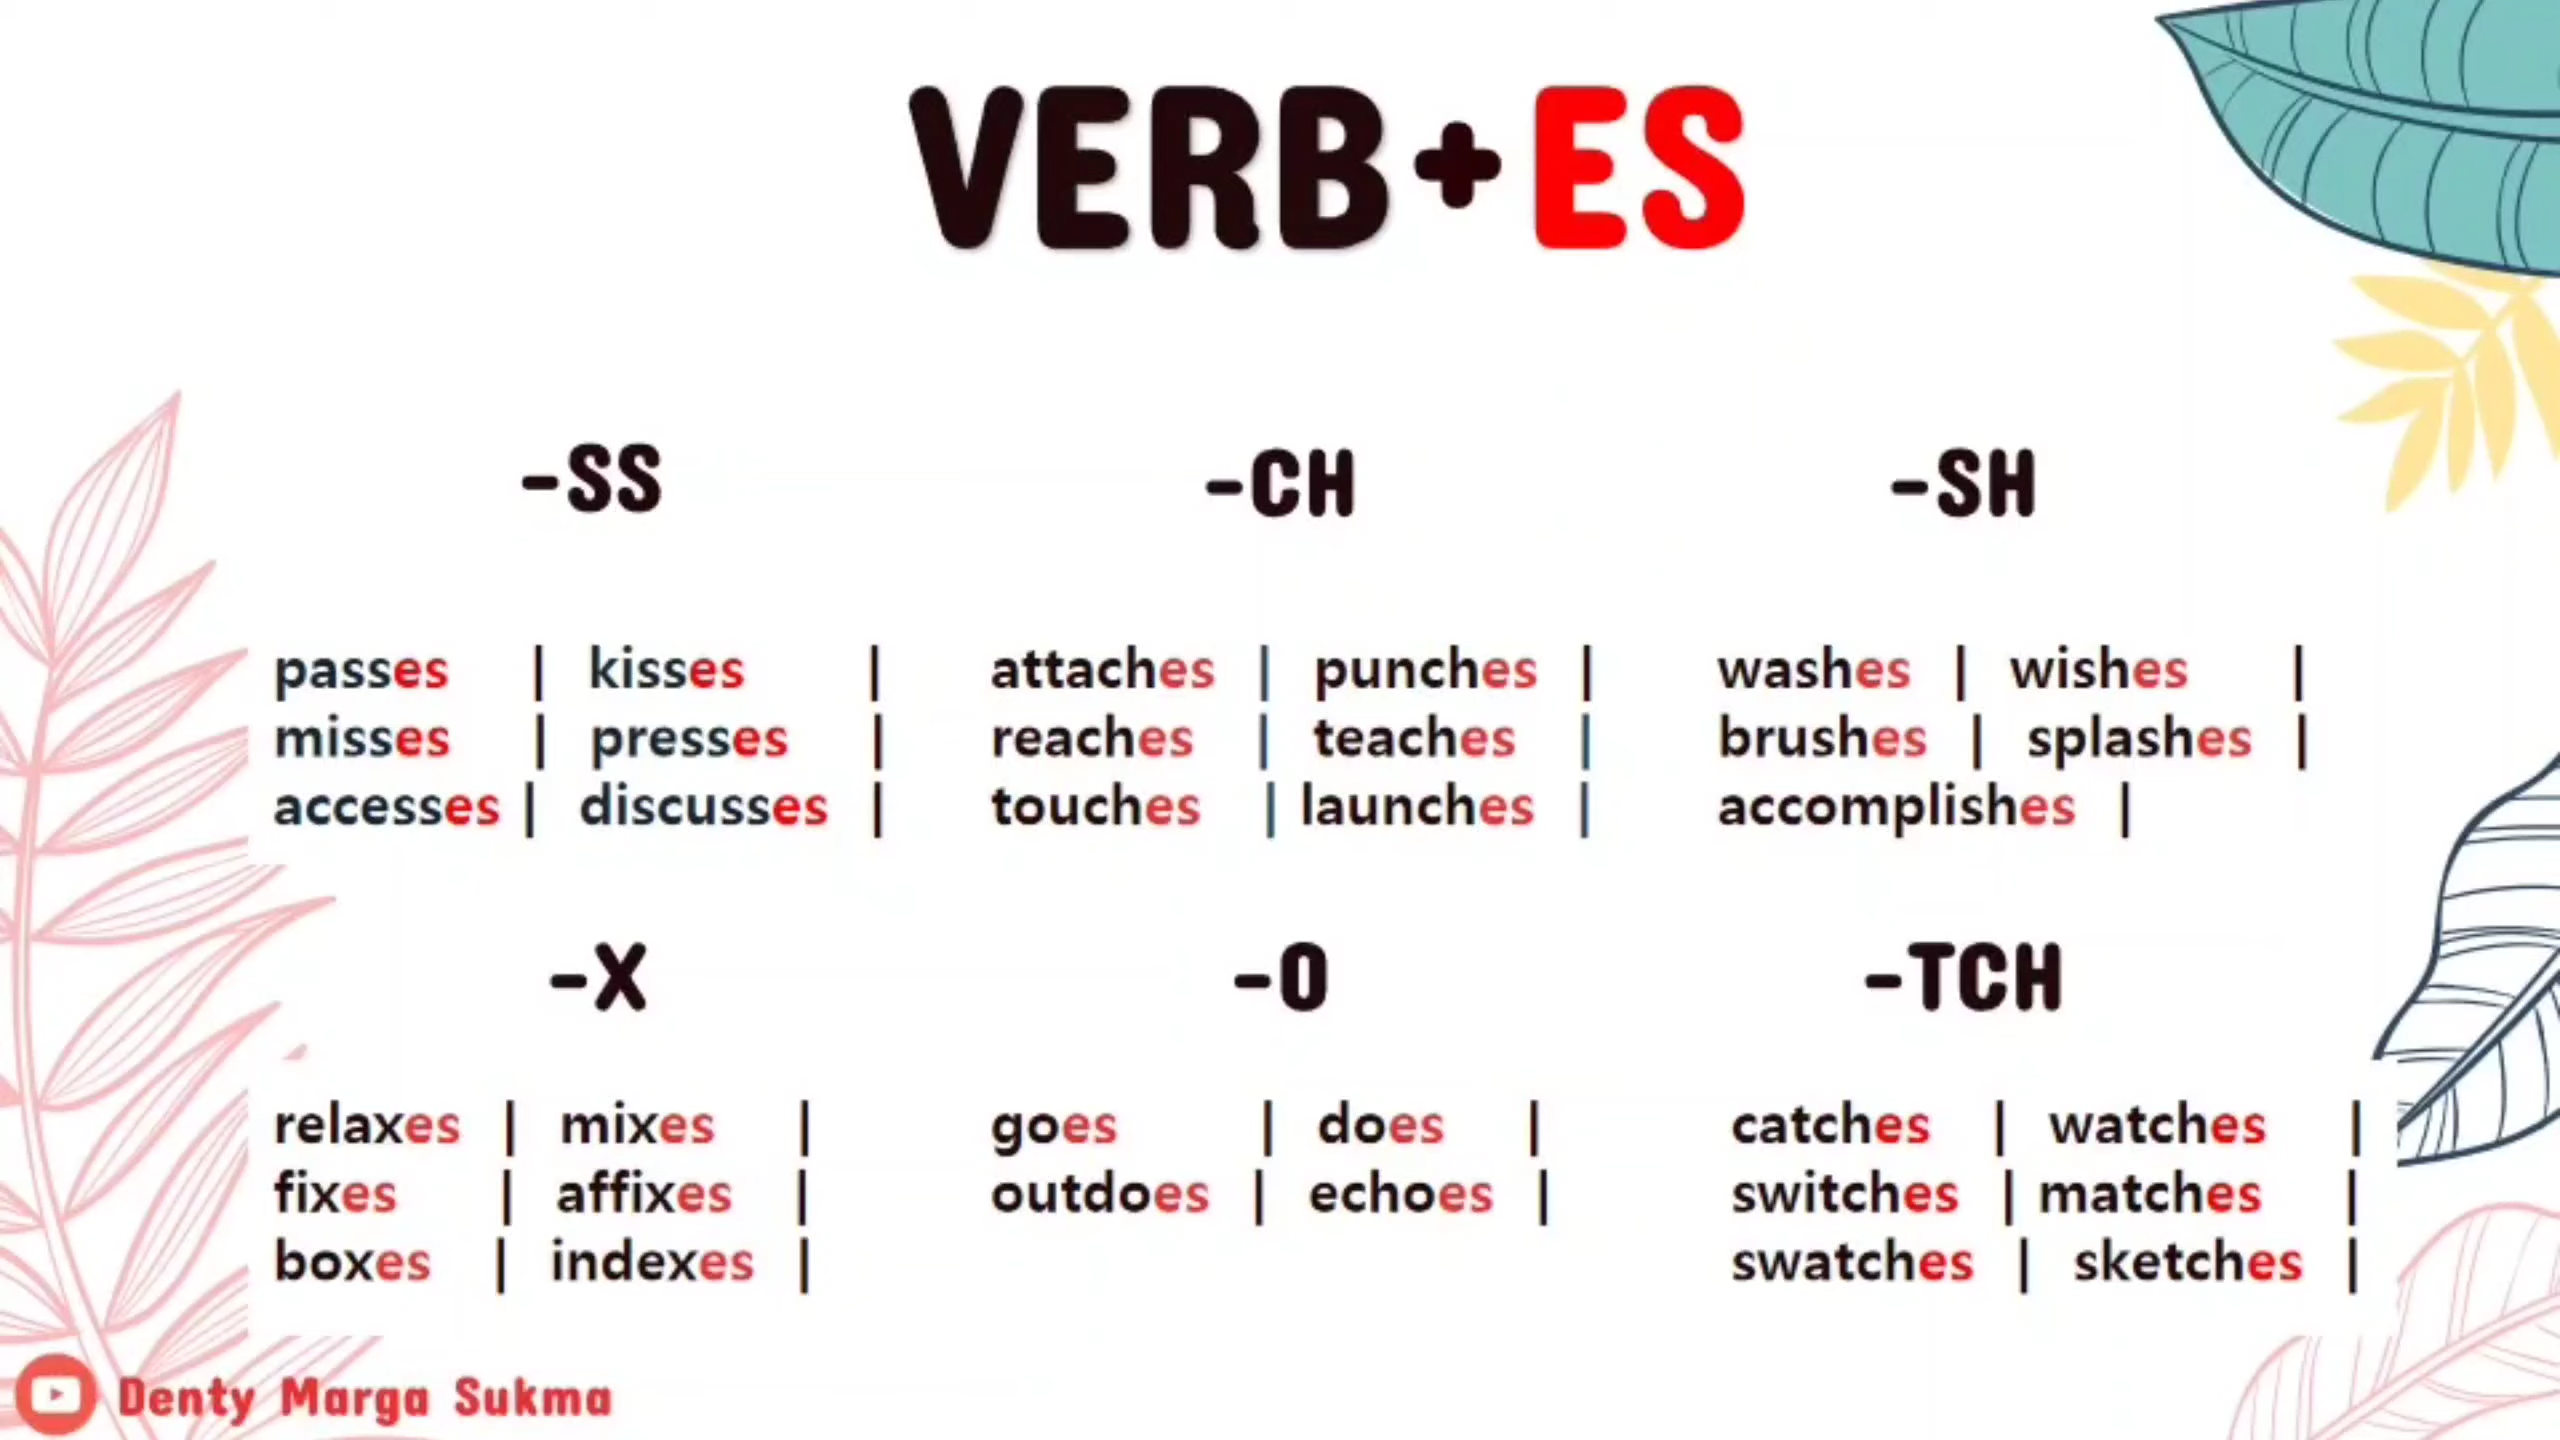 VERB+ES
-SS
passes | kisses |
misses | presses |
accesses | discusses |
-CH
attaches | punches |
reaches | teaches |
touches | launches |
-SH
washes | wishes |
brushes | splashes |
accomplishes |
-X
relaxes | mixes |
fixes | affixes |
boxes | indexes |
-O
goes | does |
outdoes | echoes |
-TCH
catches | watches |
switches | matches |
swatches | sketches |
Denty Marga Sukma